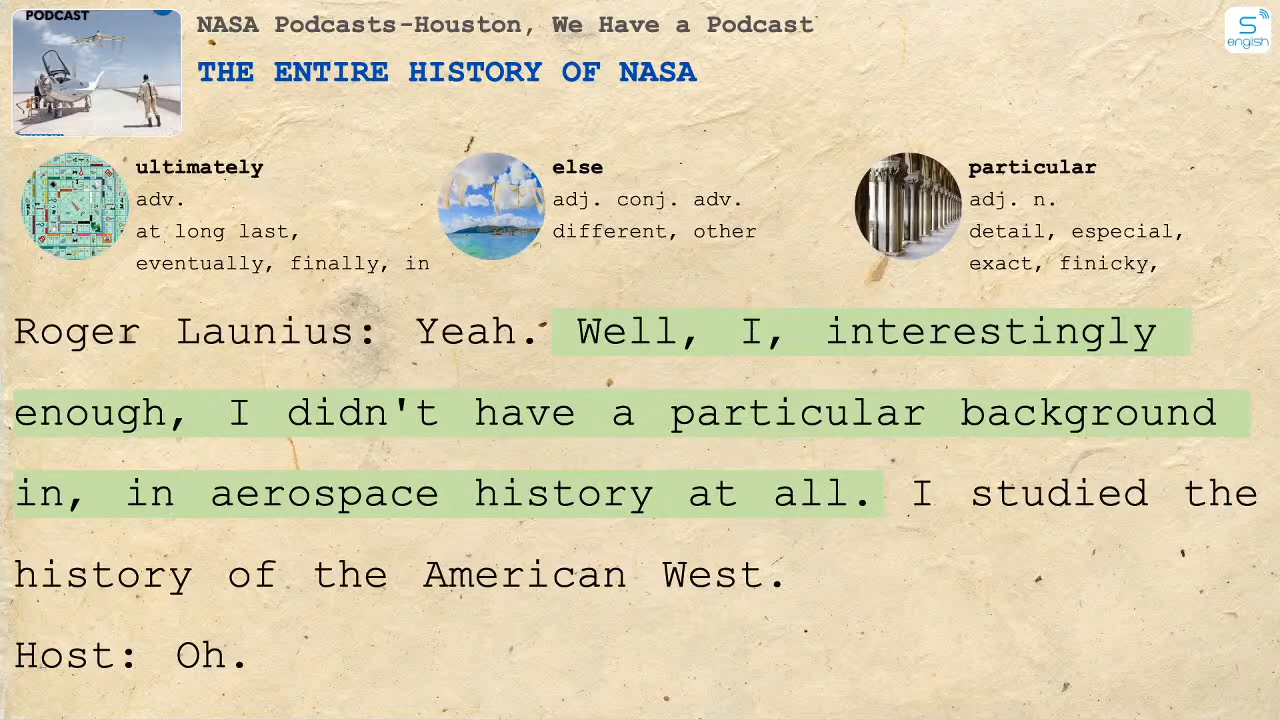 PODCAST
NASA Podcasts-Houston, We Have a Podcast
THE ENTIRE HISTORY OF NASA
S
english
ultimately
adv.
at long last,
eventually, finally, in
else
adj. conj. adv.
different, other
particular
adj. n.
detail, especial,
exact, finicky,
Roger Launius: Yeah. Well, I, interestingly
enough, I didn't have a particular background
in, in aerospace history at all. I studied the
history of the American West.
Host: Oh.